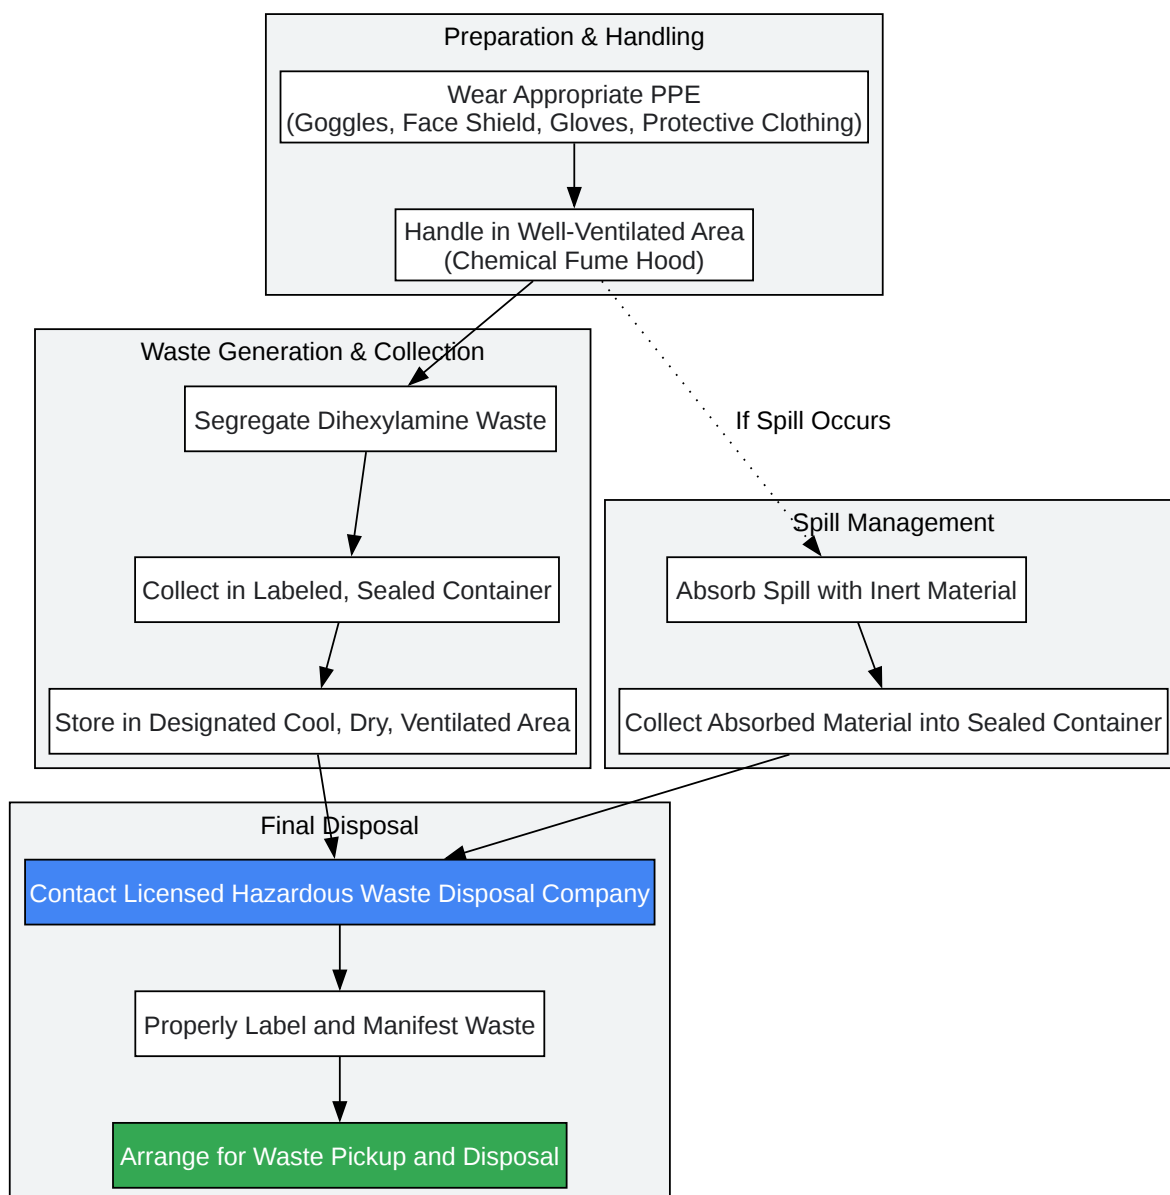 Preparation & Handling
Wear Appropriate PPE
(Goggles, Face Shield, Gloves, Protective Clothing)
Handle in Well-Ventilated Area
(Chemical Fume Hood)
Waste Generation & Collection
Segregate Dihexylamine Waste
If Spill Occurs
Spill Management
Collect in Labeled, Sealed Container
Absorb Spill with Inert Material
Store in Designated Cool, Dry, Ventilated Area
Collect Absorbed Material into Sealed Container
Final Disposal
Contact Licensed Hazardous Waste Disposal Company
Properly Label and Manifest Waste
Arrange for Waste Pickup and Disposal